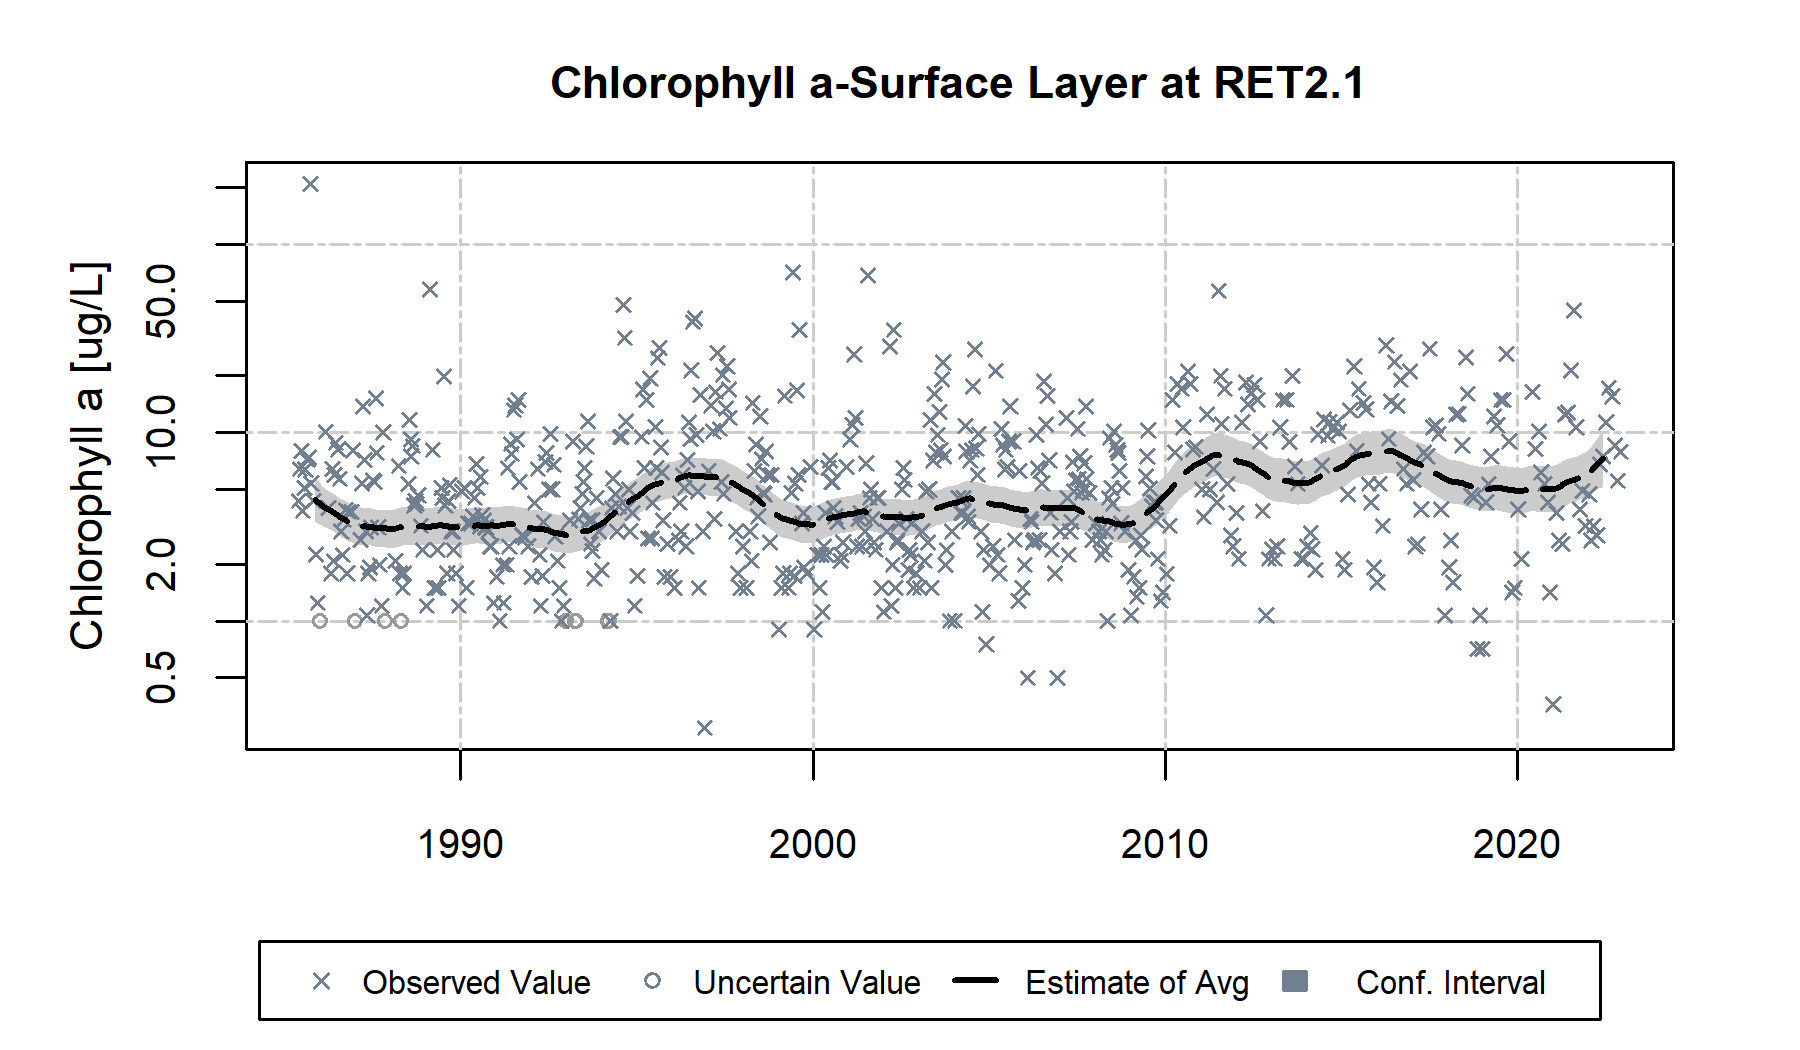 Chlorophyll a-Surface Layer at RET2.1
Chlorophyll a [ug/L]
50.0
10.0
2.0
0.5
1990 2000 2010 2020
Observed Value Uncertain Value Estimate of Avg Conf. Interval